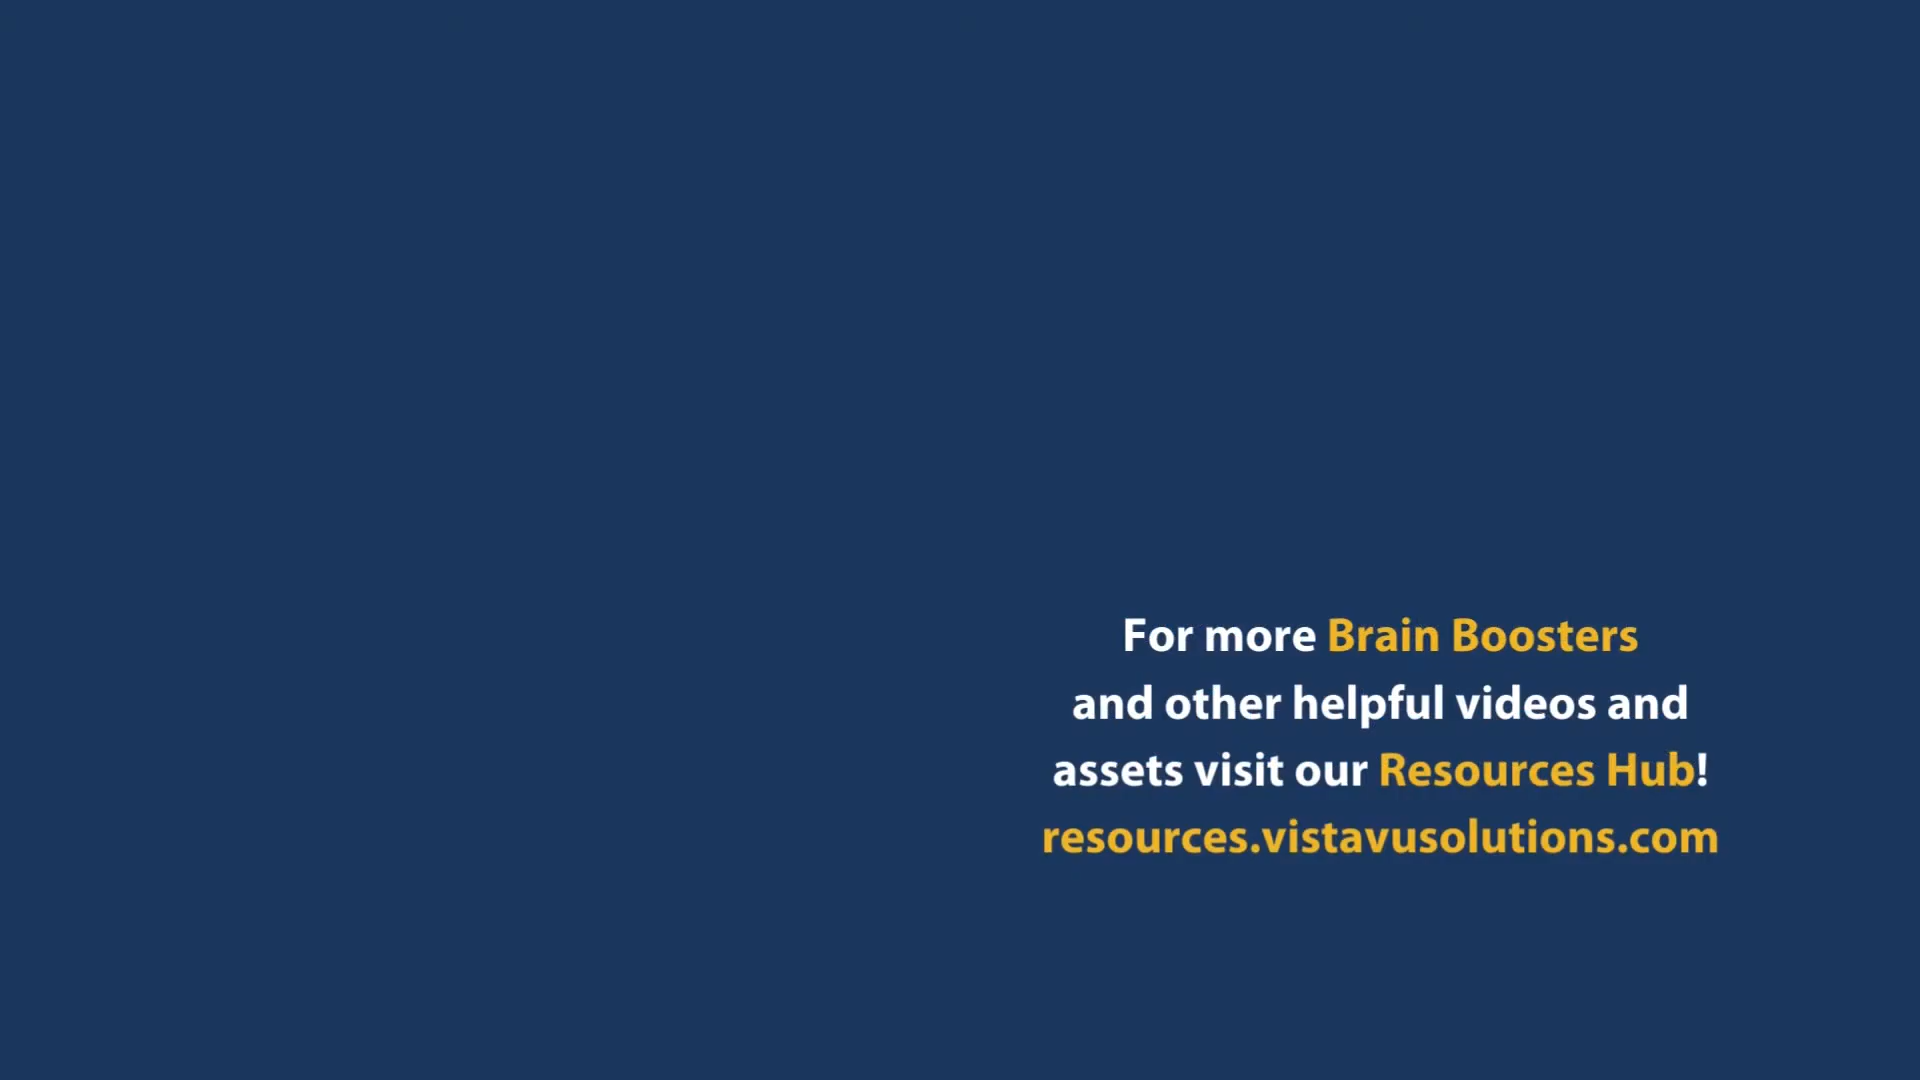 For more Brain Boosters
and other helpful videos and
assets visit our Resources Hub!
resources.vistavusolutions.com